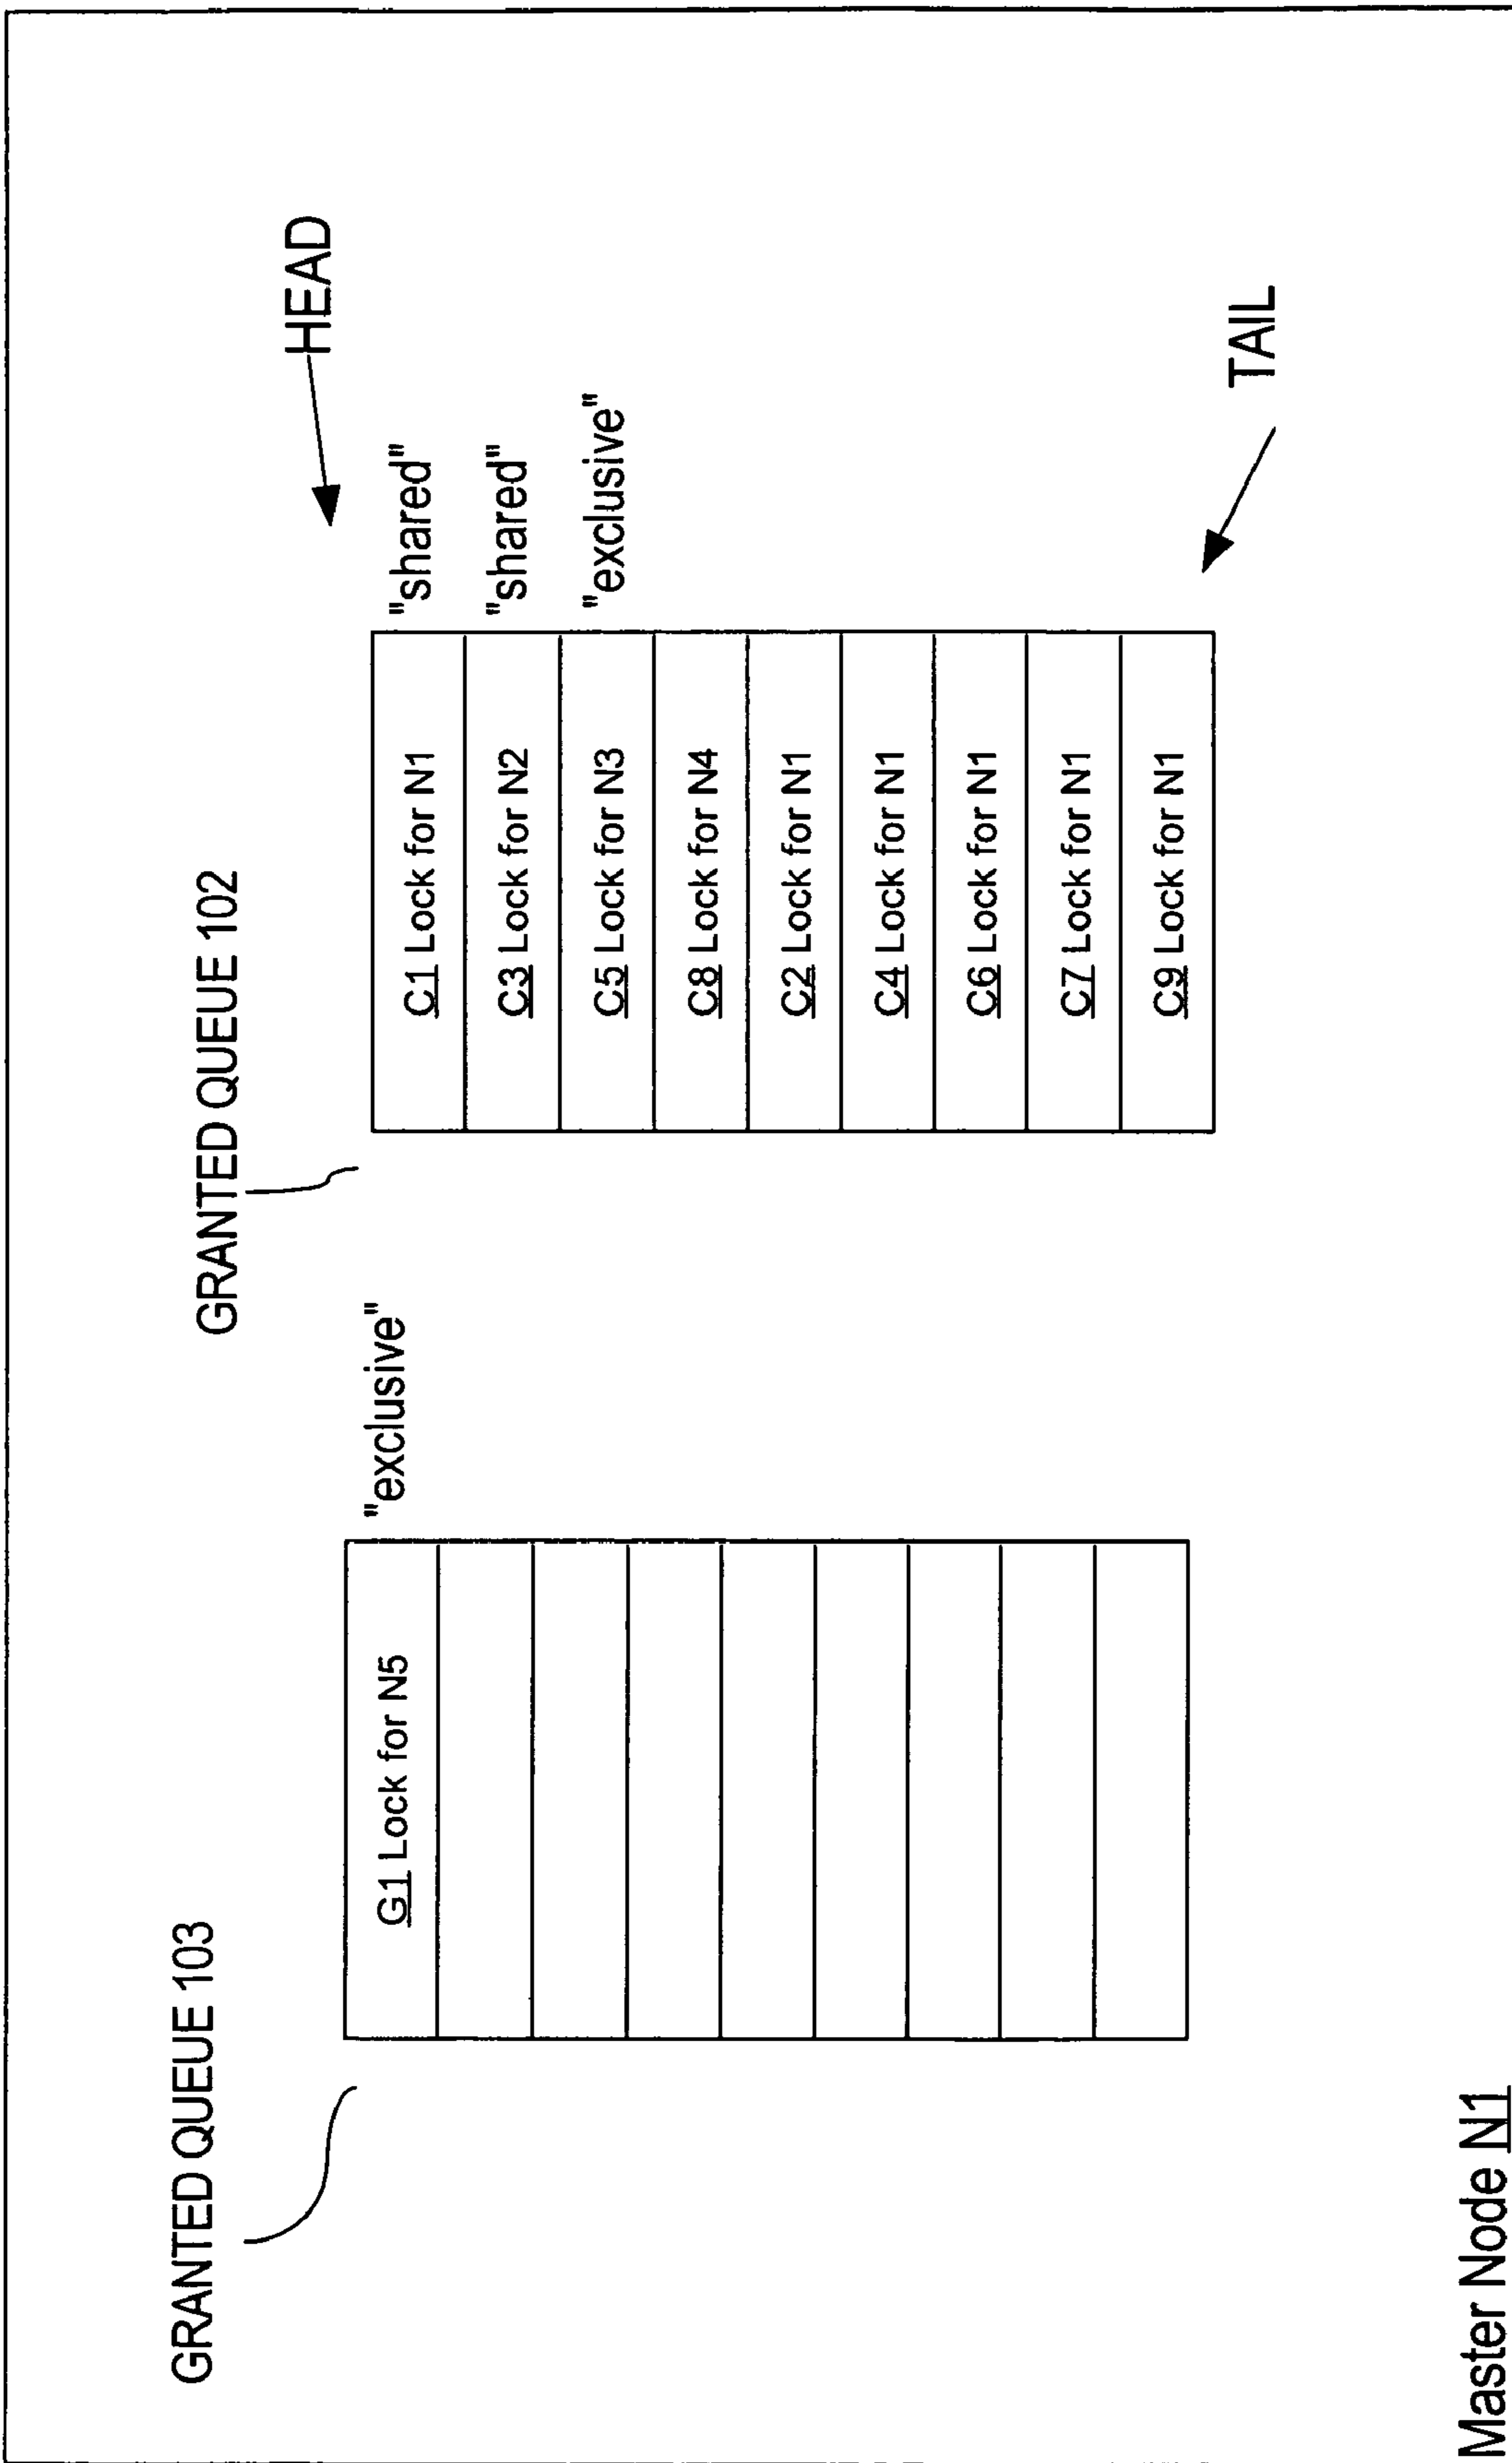 GRANTED QUEUE 103
"exclusive"
G1 Lock for N5
GRANTED QUEUE 102
HEAD
C1 Lock for N1 "shared"
C3 Lock for N2 "shared"
C5 Lock for N3 "exclusive"
C8 Lock for N4
C2 Lock for N1
C4 Lock for N1
C6 Lock for N1
C7 Lock for N1
C9 Lock for N1
TAIL
Master Node N1